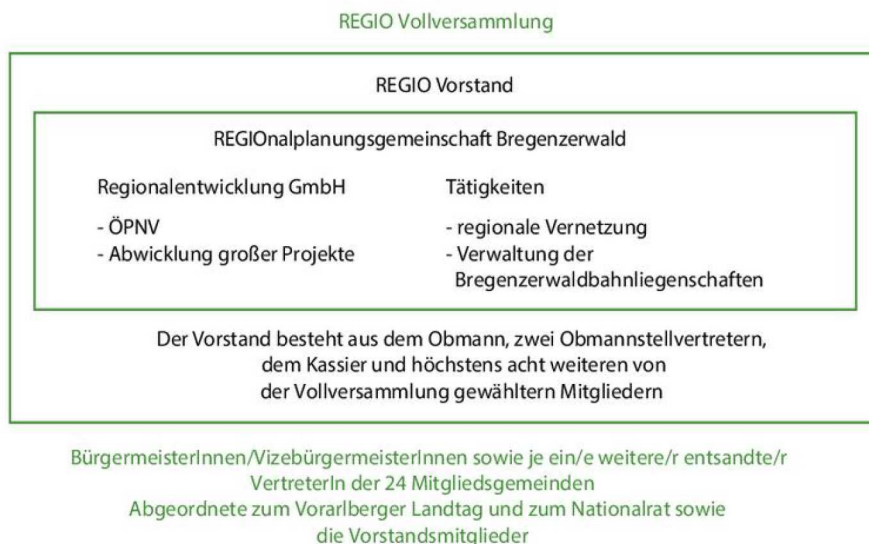 REGIO Vollversammlung
REGIO Vorstand
REGIOnalplanungsgemeinschaft Bregenzerwald
Regionalentwicklung GmbH
- ÖPNV
- Abwicklung großer Projekte
Tätigkeiten
- regionale Vernetzung
- Verwaltung der
Bregenzerwaldbahnliegenschaften
Der Vorstand besteht aus dem Obmann, zwei Obmannstellvertretern,
dem Kassier und höchstens acht weiteren von
der Vollversammlung gewähltern Mitgliedern
BürgermeisterInnen/VizebürgermeisterInnen sowie je ein/e weitere/r entsandte/r
VertreterIn der 24 Mitgliedsgemeinden
Abgeordnete zum Vorarlberger Landtag und zum Nationalrat sowie
die Vorstandsmitglieder